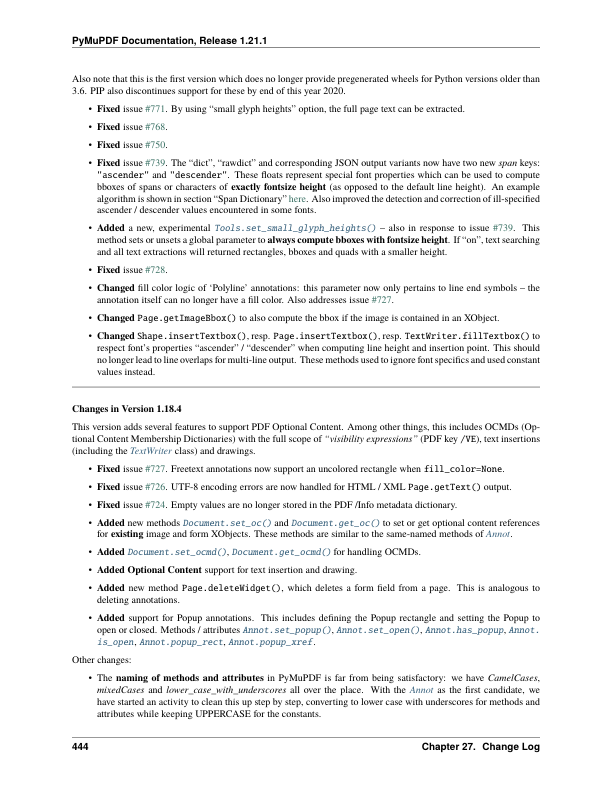 PyMuPDF Documentation, Release 1.21.1
Also note that this is the first version which does no longer provide pregenerated wheels for Python versions older than
3.6. PIP also discontinues support for these by end of this year 2020.
• Fixed issue #771. By using “small glyph heights” option, the full page text can be extracted.
• Fixed issue #768.
• Fixed issue #750.
• Fixed issue #739. The “dict”, “rawdict” and corresponding JSON output variants now have two new span keys:
"ascender" and "descender". These floats represent special font properties which can be used to compute
bboxes of spans or characters of exactly fontsize height (as opposed to the default line height). An example
algorithm is shown in section “Span Dictionary” here. Also improved the detection and correction of ill-specified
ascender / descender values encountered in some fonts.
• Added a new, experimental Tools.set_small_glyph_heights() – also in response to issue #739. This
method sets or unsets a global parameter to always compute bboxes with fontsize height. If “on”, text searching
and all text extractions will returned rectangles, bboxes and quads with a smaller height.
• Fixed issue #728.
• Changed fill color logic of ‘Polyline’ annotations: this parameter now only pertains to line end symbols – the
annotation itself can no longer have a fill color. Also addresses issue #727.
• Changed Page.getImageBbox() to also compute the bbox if the image is contained in an XObject.
• Changed Shape.insertTextbox(), resp. Page.insertTextbox(), resp. TextWriter.fillTextbox() to
respect font’s properties “ascender” / “descender” when computing line height and insertion point. This should
no longer lead to line overlaps for multi-line output. These methods used to ignore font specifics and used constant
values instead.
Changes in Version 1.18.4
This version adds several features to support PDF Optional Content. Among other things, this includes OCMDs (Op-
tional Content Membership Dictionaries) with the full scope of “visibility expressions” (PDF key /VE), text insertions
(including the TextWriter class) and drawings.
• Fixed issue #727. Freetext annotations now support an uncolored rectangle when fill_color=None.
• Fixed issue #726. UTF-8 encoding errors are now handled for HTML / XML Page.getText() output.
• Fixed issue #724. Empty values are no longer stored in the PDF /Info metadata dictionary.
• Added new methods Document.set_oc() and Document.get_oc() to set or get optional content references
for existing image and form XObjects. These methods are similar to the same-named methods of Annot.
• Added Document.set_ocmd(), Document.get_ocmd() for handling OCMDs.
• Added Optional Content support for text insertion and drawing.
• Added new method Page.deleteWidget(), which deletes a form field from a page. This is analogous to
deleting annotations.
• Added support for Popup annotations. This includes defining the Popup rectangle and setting the Popup to
open or closed. Methods / attributes Annot.set_popup(), Annot.set_open(), Annot.has_popup, Annot.
is_open, Annot.popup_rect, Annot.popup_xref.
Other changes:
• The naming of methods and attributes in PyMuPDF is far from being satisfactory: we have CamelCases,
mixedCases and lower_case_with_underscores all over the place. With the Annot as the first candidate, we
have started an activity to clean this up step by step, converting to lower case with underscores for methods and
attributes while keeping UPPERCASE for the constants.
444 Chapter 27. Change Log